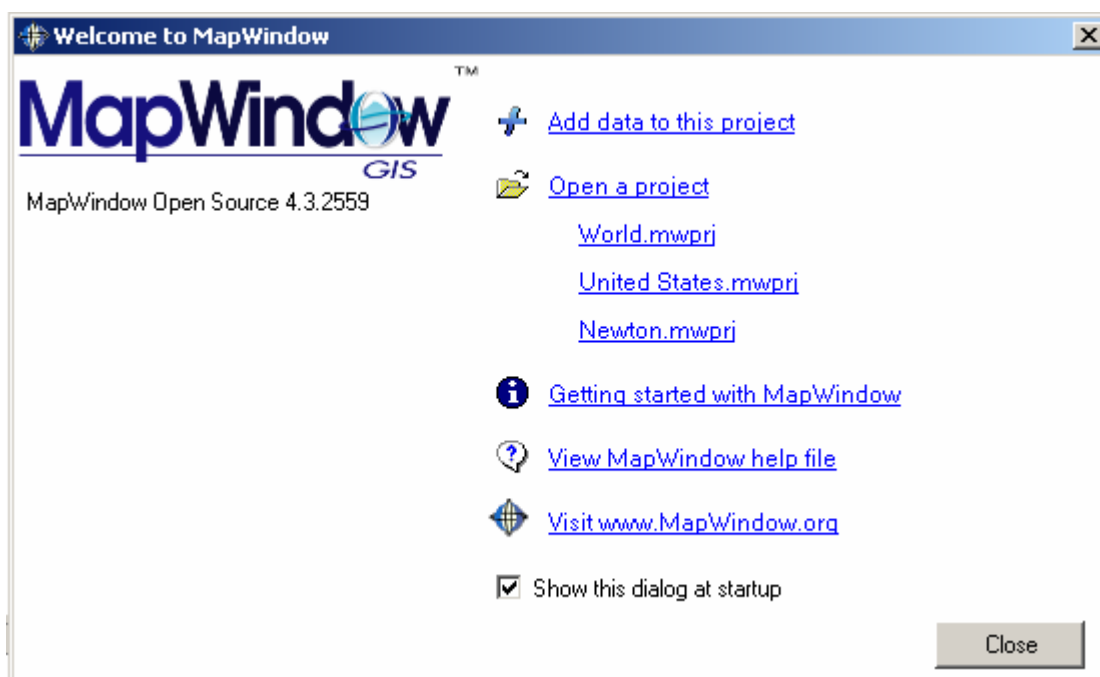 Welcome to MapWindow
MapWindow™
GIS
MapWindow Open Source 4.3.2559
Add data to this project
Open a project
World.mwprj
United States.mwprj
Newton.mwprj
Getting started with MapWindow
View MapWindow help file
Visit www.MapWindow.org
Show this dialog at startup
Close